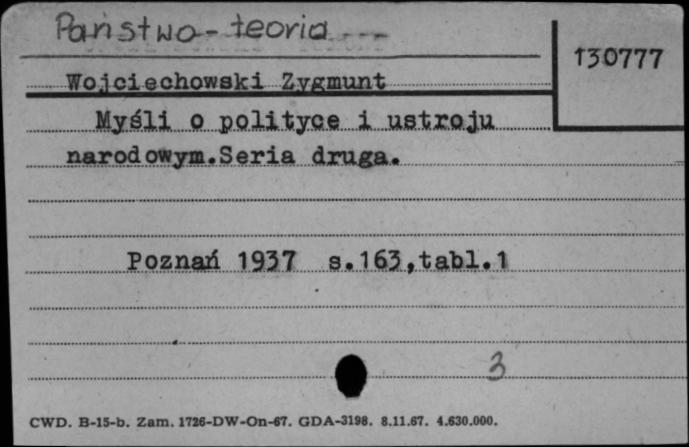 Państwo - teoria
130777
Wojciechowski Zygmunt
Myśli o polityce i ustroju
narodowym.Seria druga.
Poznań 1937 s.163,tabl.1
3
CWD. B-15-b. Zam. 1726-DW-On-67. GDA-3198. 8.11.67. 4.630.000.